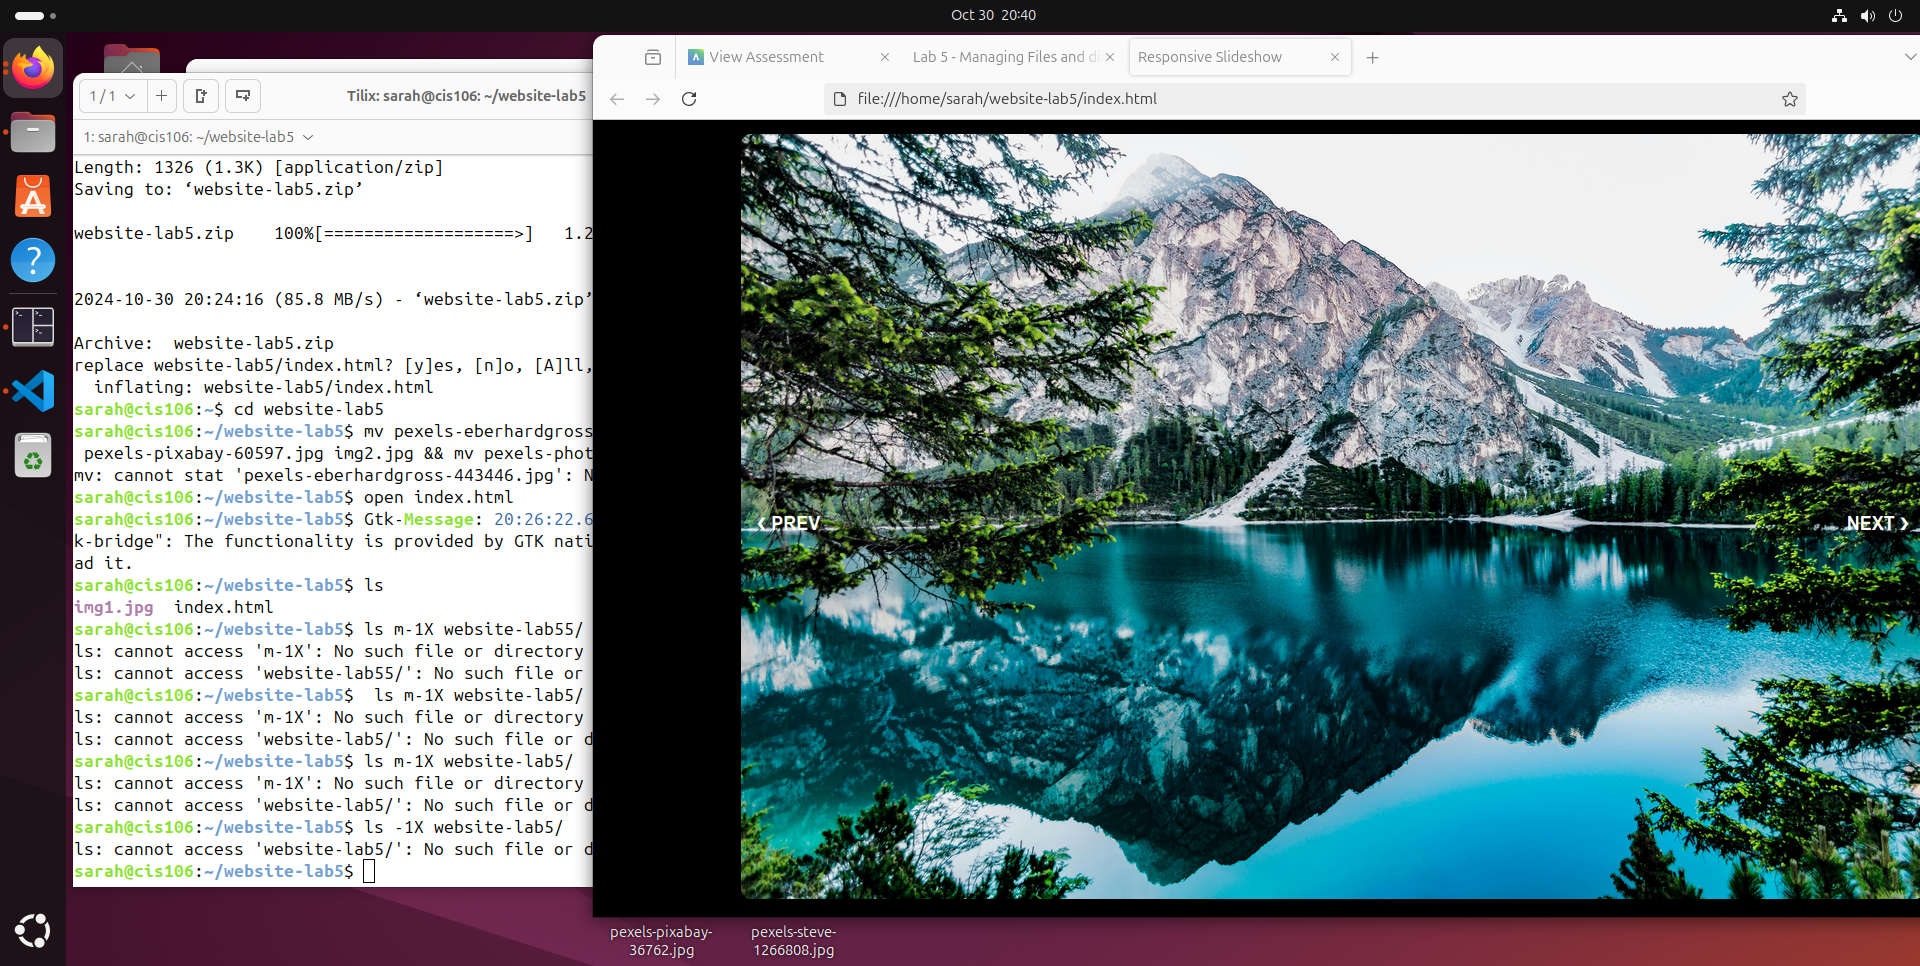 Oct 30 20:40
1 / 1
Tilix: sarah@cis106: ~/website-lab5
1: sarah@cis106: ~/website-lab5
Length: 1326 (1.3K) [application/zip]
Saving to: ‘website-lab5.zip’
website-lab5.zip 100%[===================>] 1.2
2024-10-30 20:24:16 (85.8 MB/s) - ‘website-lab5.zip’
Archive: website-lab5.zip
replace website-lab5/index.html? [y]es, [n]o, [A]ll,
inflating: website-lab5/index.html
sarah@cis106:~$ cd website-lab5
sarah@cis106:~/website-lab5$ mv pexels-eberhardgross
pexels-pixabay-60597.jpg img2.jpg && mv pexels-phot
mv: cannot stat 'pexels-eberhardgross-443446.jpg': N
sarah@cis106:~/website-lab5$ open index.html
sarah@cis106:~/website-lab5$ Gtk-Message: 20:26:22.6
k-bridge": The functionality is provided by GTK nati
ad it.
sarah@cis106:~/website-lab5$ ls
img1.jpg index.html
sarah@cis106:~/website-lab5$ ls m-1X website-lab55/
ls: cannot access 'm-1X': No such file or directory
ls: cannot access 'website-lab55/': No such file or
sarah@cis106:~/website-lab5$  ls m-1X website-lab5/
ls: cannot access 'm-1X': No such file or directory
ls: cannot access 'website-lab5/': No such file or d
sarah@cis106:~/website-lab5$ ls m-1X website-lab5/
ls: cannot access 'm-1X': No such file or directory
ls: cannot access 'website-lab5/': No such file or d
sarah@cis106:~/website-lab5$ ls -1X website-lab5/
ls: cannot access 'website-lab5/': No such file or d
sarah@cis106:~/website-lab5$
View Assessment
Lab 5 - Managing Files and di
Responsive Slideshow
file:///home/sarah/website-lab5/index.html
❮ PREV
NEXT ❯
pexels-pixabay-
36762.jpg
pexels-steve-
1266808.jpg